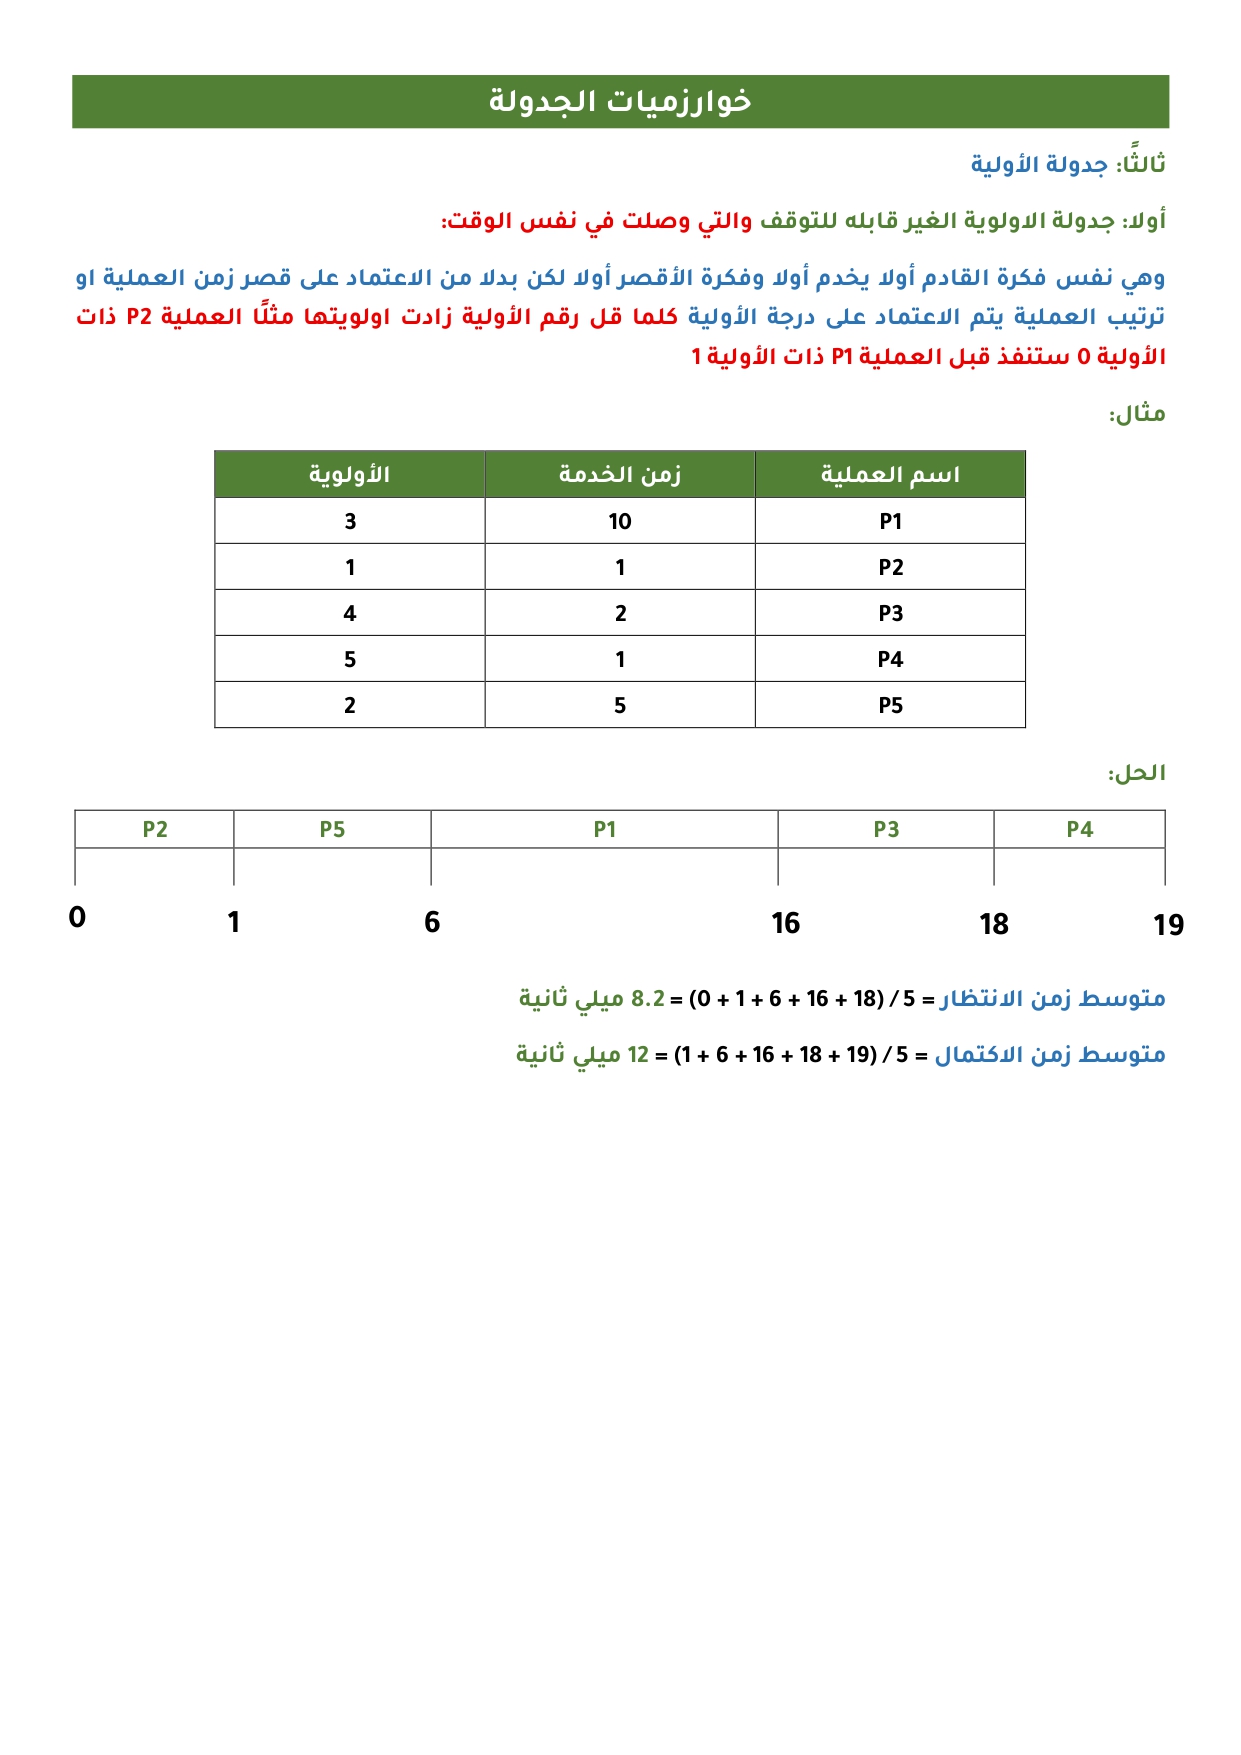 خوارزميات الجدولة
ثالثًا: جدولة الأولية
أولا: جدولة الاولوية الغير قابله للتوقف والتي وصلت في نفس الوقت:
وهي نفس فكرة القادم أولا يخدم أولا وفكرة الأقصر أولا لكن بدلا من الاعتماد على قصر زمن العملية او
ترتيب العملية يتم الاعتماد على درجة الأولية كلما قل رقم الأولية زادت اولويتها مثلًا العملية P2 ذات
الأولية 0 ستنفذ قبل العملية P1 ذات الأولية 1
مثال:
اسم العملية زمن الخدمة الأولوية
P1 10 3
P2 1 1
P3 2 4
P4 1 5
P5 5 2
الحل:
P2 P5 P1 P3 P4
0 1 6 16 18 19
متوسط زمن الانتظار = (0 + 1 + 6 + 16 + 18) / 5 = 8.2 ميلي ثانية
متوسط زمن الاكتمال = (1 + 6 + 16 + 18 + 19) / 5 = 12 ميلي ثانية